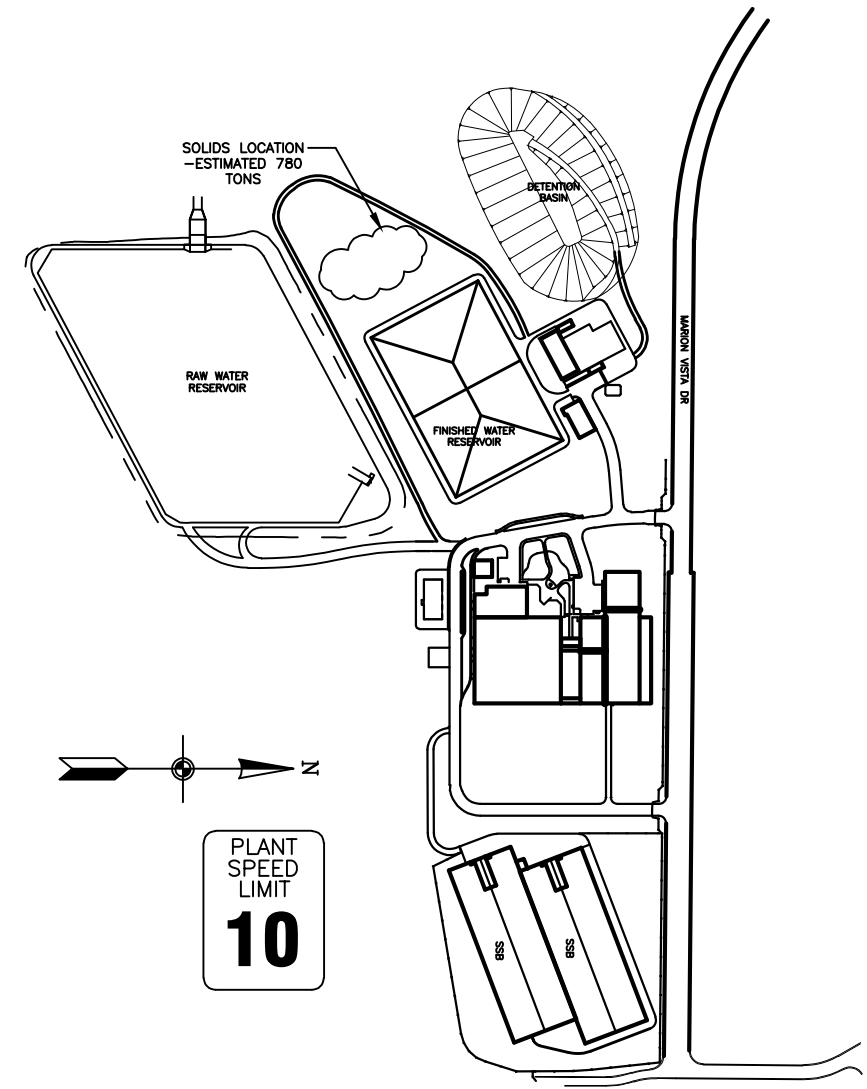 SOLIDS LOCATION
-ESTIMATED 780
TONS
DETENTION
BASIN
RAW WATER
RESERVOIR
FINISHED WATER
RESERVOIR
MARION VISTA DR
N
PLANT
SPEED
LIMIT
10
SSB
SSB